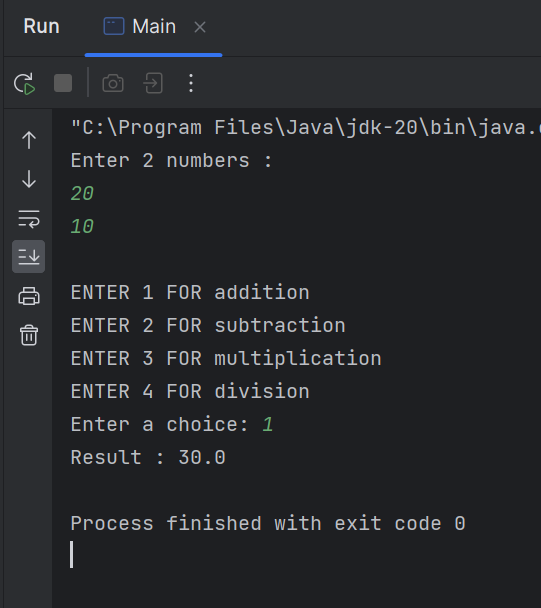 Run Main
"C:\Program Files\Java\jdk-20\bin\java.
Enter 2 numbers :
20
10
ENTER 1 FOR addition
ENTER 2 FOR subtraction
ENTER 3 FOR multiplication
ENTER 4 FOR division
Enter a choice: 1
Result : 30.0
Process finished with exit code 0